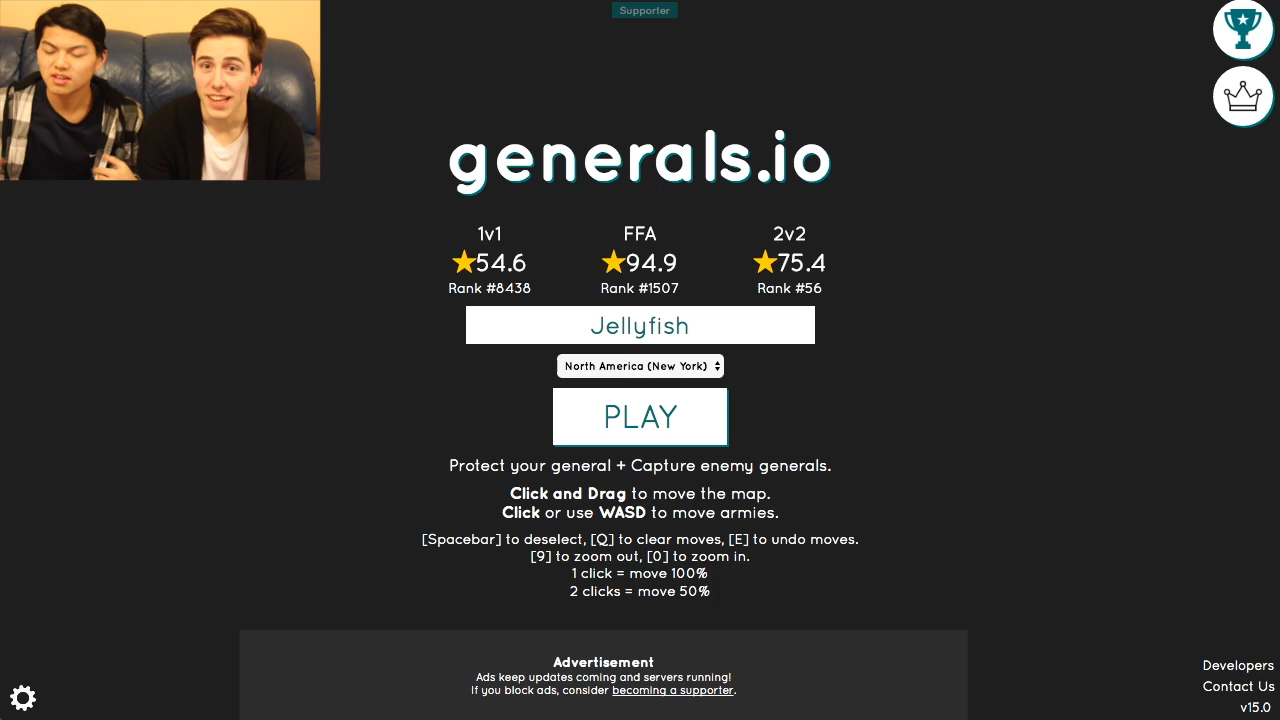 Supporter
generals.io
1v1 FFA 2v2
54.6 94.9 75.4
Rank #8438 Rank #1507 Rank #56
Jellyfish
North America (New York)
PLAY
Protect your general + Capture enemy generals.
Click and Drag to move the map.
Click or use WASD to move armies.
[Spacebar] to deselect, [Q] to clear moves, [E] to undo moves.
[9] to zoom out, [0] to zoom in.
1 click = move 100%
2 clicks = move 50%
Advertisement
Ads keep updates coming and servers running!
If you block ads, consider becoming a supporter.
Developers
Contact Us
v15.0